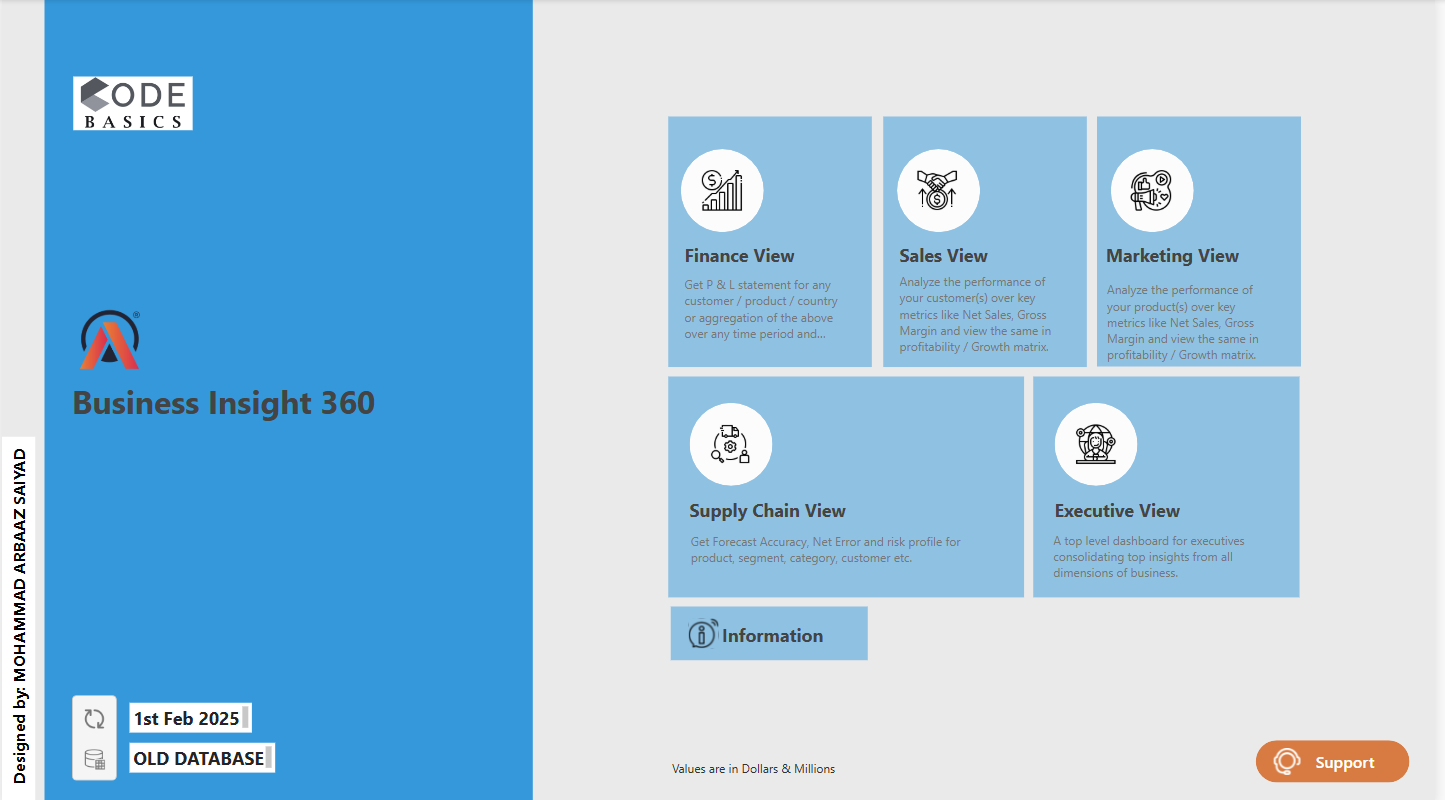 CODE
BASICS
®
Business Insight 360
Designed by: MOHAMMAD ARBAAZ SAIYAD
1st Feb 2025
OLD DATABASE
Finance View
Get P & L statement for any
customer / product / country
or aggregation of the above
over any time period and...
Sales View
Analyze the performance of
your customer(s) over key
metrics like Net Sales, Gross
Margin and view the same in
profitability / Growth matrix.
Marketing View
Analyze the performance of
your product(s) over key
metrics like Net Sales, Gross
Margin and view the same in
profitability / Growth matrix.
Supply Chain View
Get Forecast Accuracy, Net Error and risk profile for
product, segment, category, customer etc.
Executive View
A top level dashboard for executives
consolidating top insights from all
dimensions of business.
Information
Values are in Dollars & Millions
Support